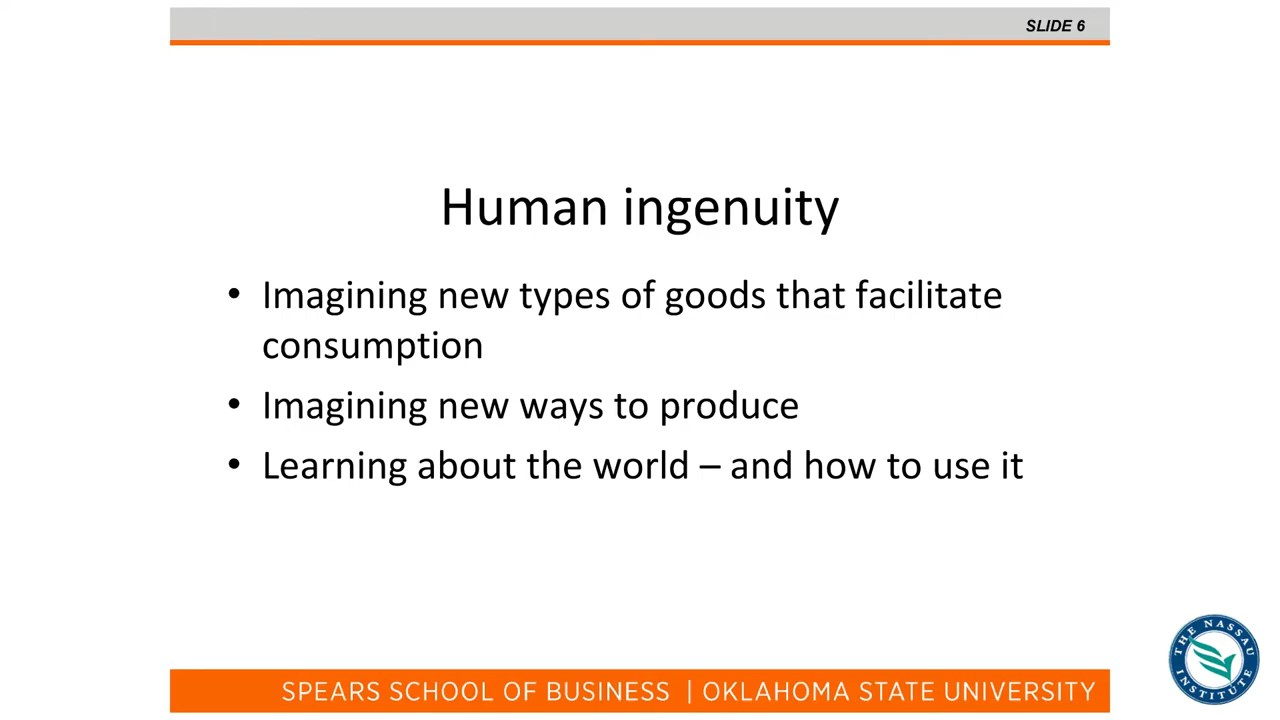 SLIDE 6
Human ingenuity
• Imagining new types of goods that facilitate
consumption
• Imagining new ways to produce
• Learning about the world – and how to use it
THE NASSAU
INSTITUTE
SPEARS SCHOOL OF BUSINESS | OKLAHOMA STATE UNIVERSITY